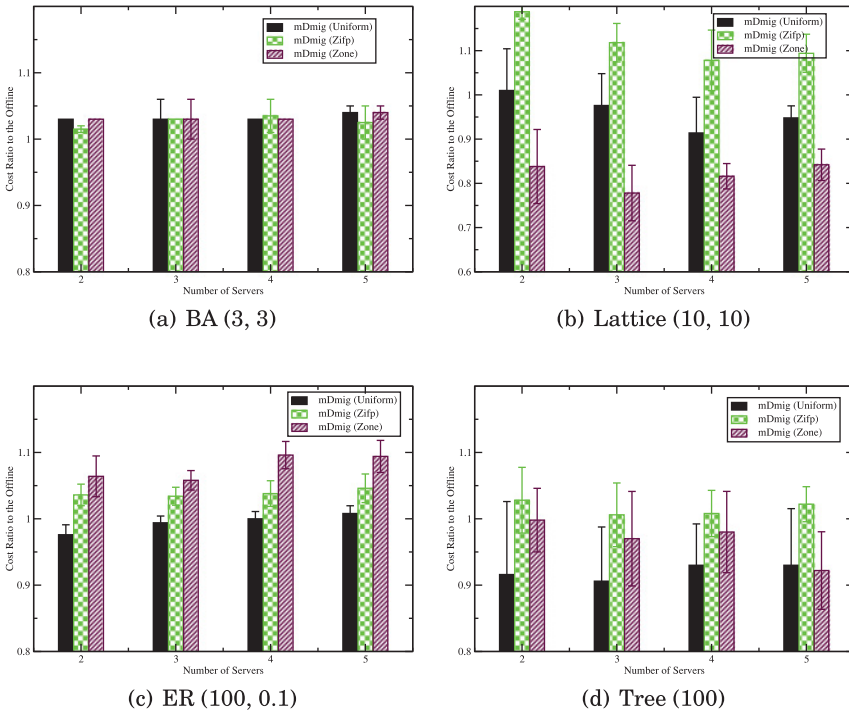 mDmig (Uniform)
mDmig (Zifp)
mDmig (Zone)
1.1
1
0.9
0.8
Cost Ratio to the Offline
2
3
4
5
Number of Servers
(a) BA (3, 3)
mDmig (Uniform)
mDmig (Zifp)
mDmig (Zone)
1.1
1
0.9
0.8
0.7
0.6
Cost Ratio to the Offline
2
3
4
5
Number of Servers
(b) Lattice (10, 10)
mDmig (Uniform)
mDmig (Zifp)
mDmig (Zone)
1.1
1
0.9
0.8
Cost Ratio to the Offline
2
3
4
5
Number of Servers
(c) ER (100, 0.1)
mDmig (Uniform)
mDmig (Zifp)
mDmig (Zone)
1.1
1
0.9
0.8
Cost Ratio to the Offline
2
3
4
5
Number of Servers
(d) Tree (100)